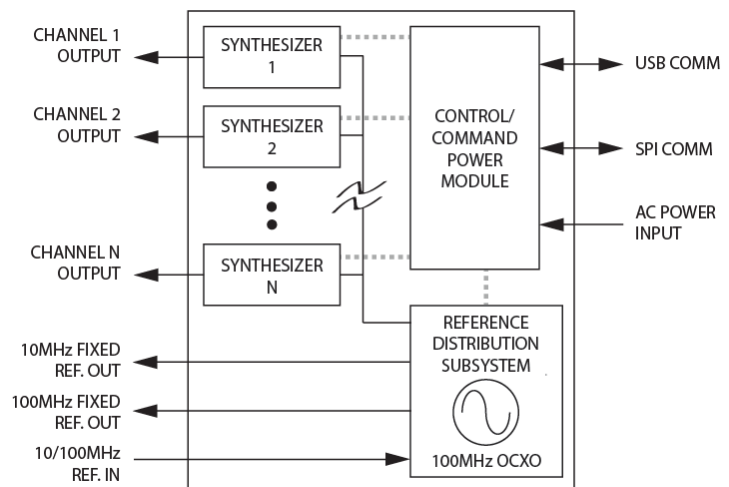 CHANNEL 1
OUTPUT
SYNTHESIZER
1
CHANNEL 2
OUTPUT
SYNTHESIZER
2
CHANNEL N
OUTPUT
SYNTHESIZER
N
CONTROL/
COMMAND
POWER
MODULE
USB COMM
SPI COMM
AC POWER
INPUT
10MHz FIXED
REF. OUT
100MHz FIXED
REF. OUT
10/100MHz
REF. IN
REFERENCE
DISTRIBUTION
SUBSYSTEM
100MHz OCXO